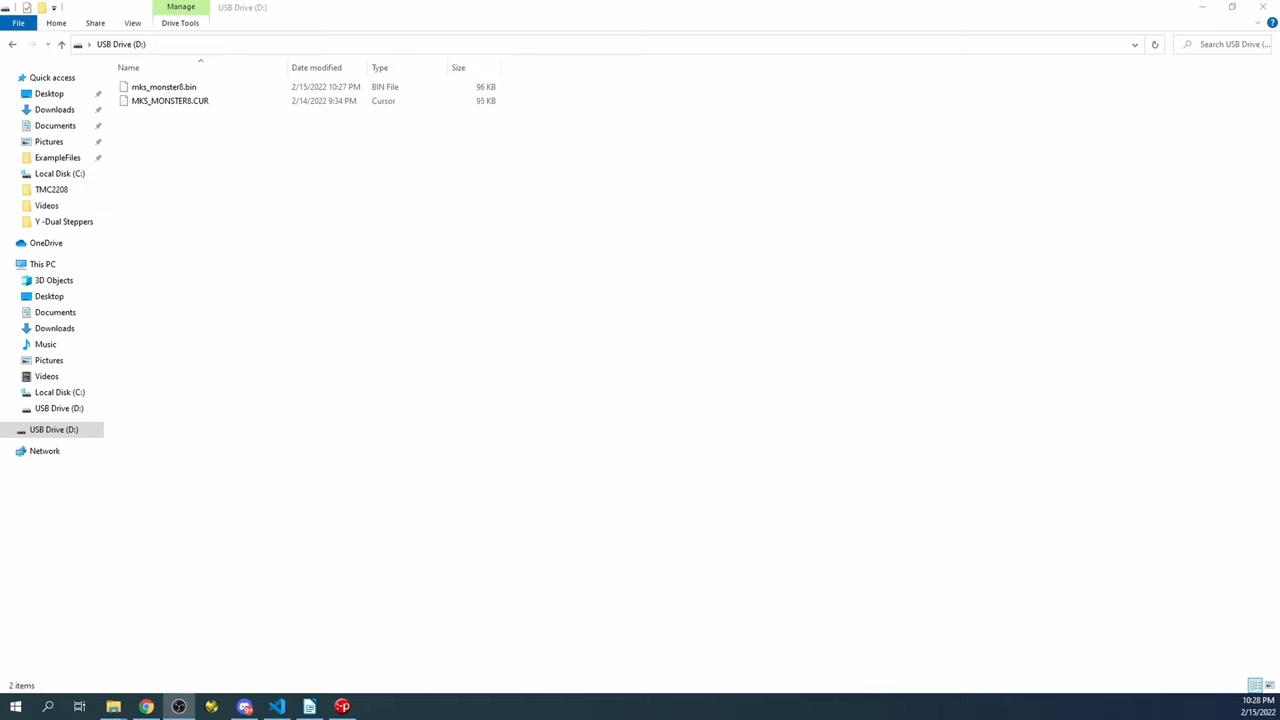 Manage
USB Drive (D:)
File
Home
Share
View
Drive Tools
USB Drive (D:)
Search USB Drive (...
Name
Date modified
Type
Size
mks_monster8.bin
2/15/2022 10:27 PM
BIN File
96 KB
MKS_MONSTER8.CUR
2/14/2022 9:34 PM
Cursor
95 KB
Quick access
Desktop
Downloads
Documents
Pictures
ExampleFiles
Local Disk (C:)
TMC2208
Videos
Y -Dual Steppers
OneDrive
This PC
3D Objects
Desktop
Documents
Downloads
Music
Pictures
Videos
Local Disk (C:)
USB Drive (D:)
USB Drive (D:)
Network
2 items
10:28 PM
2/15/2022